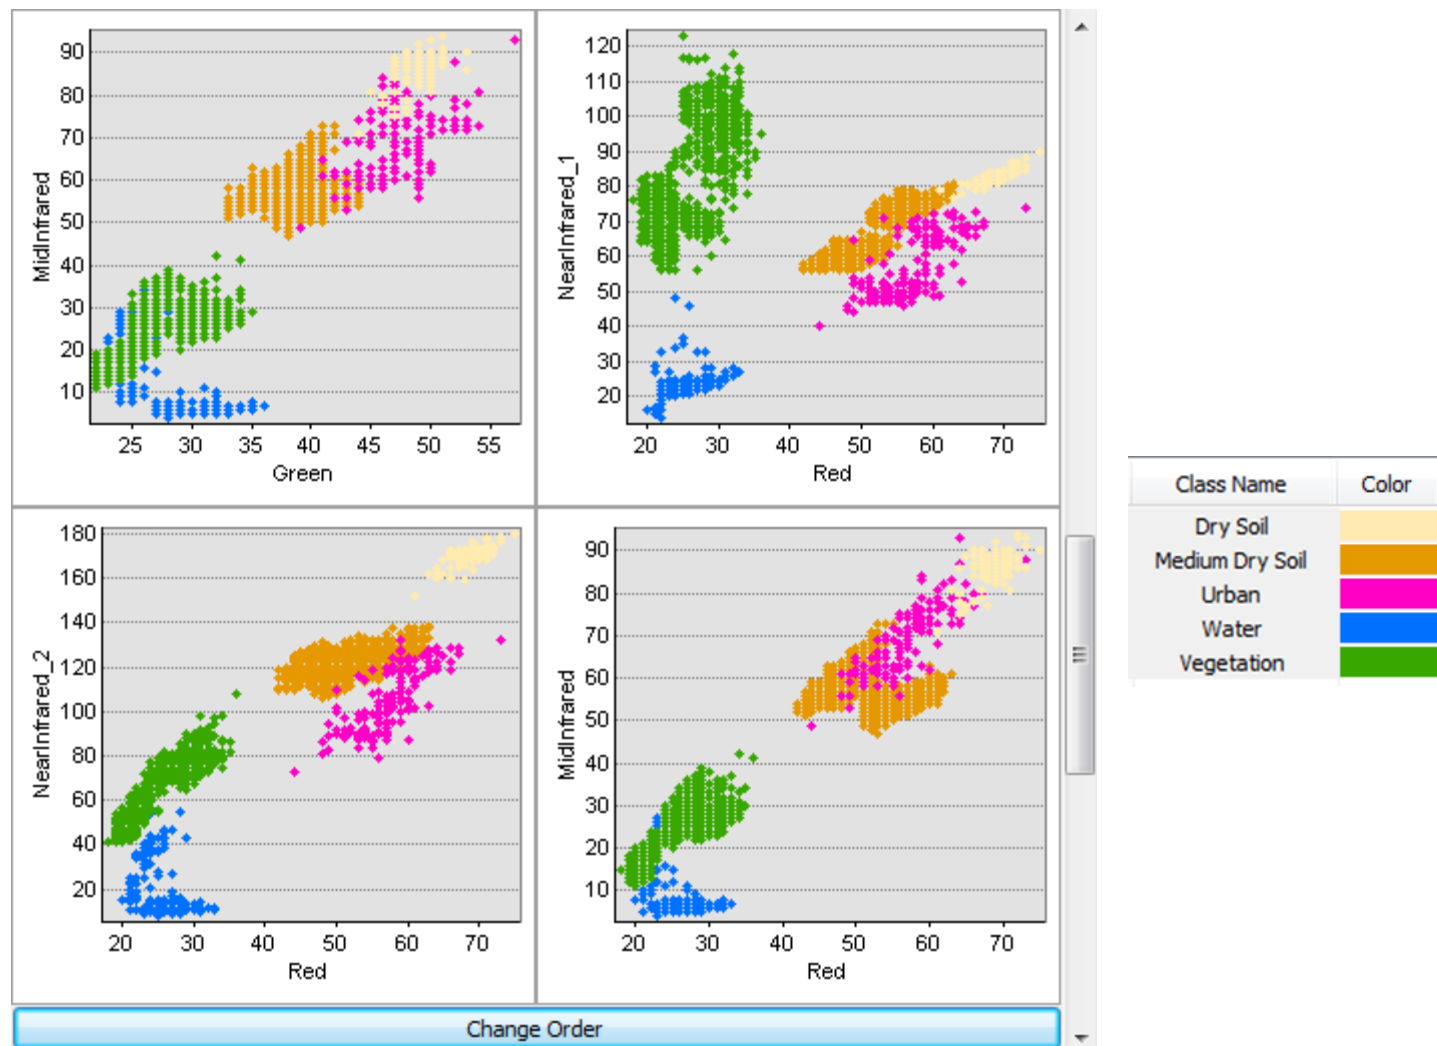 90
80
70
60
50
40
30
20
10
25 30 35 40 45 50 55
Green
MidInfrared
120
110
100
90
80
70
60
50
40
30
20
20 30 40 50 60 70
Red
NearInfrared_1
180
160
140
120
100
80
60
40
20
20 30 40 50 60 70
Red
NearInfrared_2
90
80
70
60
50
40
30
20
10
20 30 40 50 60 70
Red
MidInfrared
Change Order
Class Name Color
Dry Soil
Medium Dry Soil
Urban
Water
Vegetation